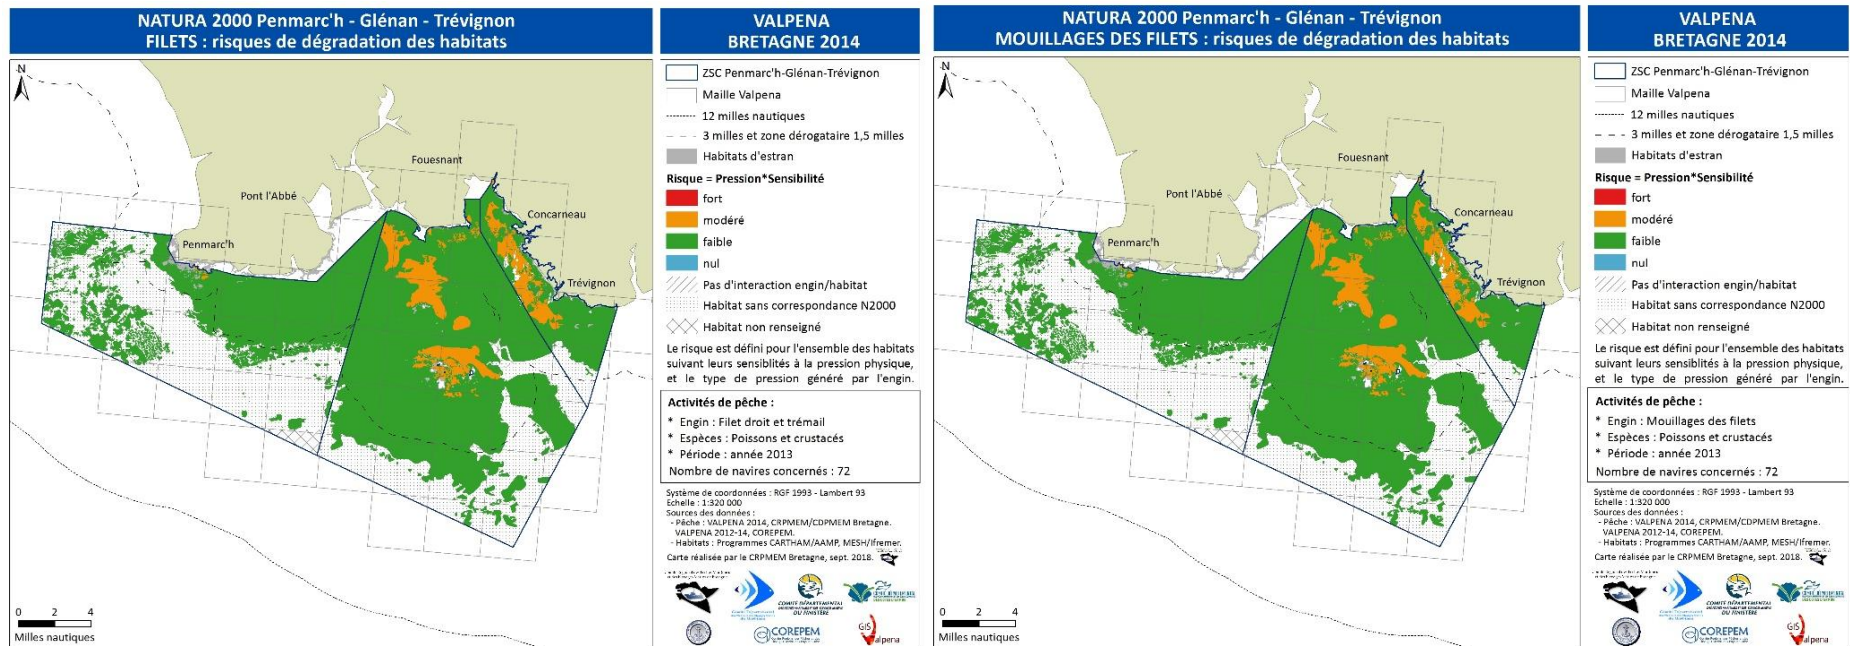 NATURA 2000 Penmarc'h - Glénan - Trévignon
FILETS : risques de dégradation des habitats
VALPENA
BRETAGNE 2014
N
Fouesnant
Pont l'Abbé
Concarneau
Penmarc'h
Trévignon
0 2 4
Milles nautiques
ZSC Penmarc'h-Glénan-Trévignon
Maille Valpena
12 milles nautiques
3 milles et zone dérogataire 1,5 milles
Habitats d'estran
Risque = Pression*Sensibilité
fort
modéré
faible
nul
Pas d'interaction engin/habitat
Habitat sans correspondance N2000
Habitat non renseigné
Le risque est défini pour l'ensemble des habitats
suivant leurs sensiblités à la pression physique,
et le type de pression généré par l'engin.
Activités de pêche :
* Engin : Filet droit et trémail
* Espèces : Poissons et crustacés
* Période : année 2013
Nombre de navires concernés : 72
Système de coordonnées : RGF 1993 - Lambert 93
Echelle : 1:320 000
Sources des données :
- Pêche : VALPENA 2014, CRPMEM/CDPMEM Bretagne.
VALPENA 2012-14, COREPEM.
- Habitats : Programmes CARTHAM/AAMP, MESH/Ifremer.
Carte réalisée par le CRPMEM Bretagne, sept. 2018.
COMITÉ DÉPARTEMENTAL
DU FINISTÈRE
COREPEM
GIS
Valpena
NATURA 2000 Penmarc'h - Glénan - Trévignon
MOUILLAGES DES FILETS : risques de dégradation des habitats
VALPENA
BRETAGNE 2014
N
Fouesnant
Pont l'Abbé
Concarneau
Penmarc'h
Trévignon
0 2 4
Milles nautiques
ZSC Penmarc'h-Glénan-Trévignon
Maille Valpena
12 milles nautiques
3 milles et zone dérogataire 1,5 milles
Habitats d'estran
Risque = Pression*Sensibilité
fort
modéré
faible
nul
Pas d'interaction engin/habitat
Habitat sans correspondance N2000
Habitat non renseigné
Le risque est défini pour l'ensemble des habitats
suivant leurs sensiblités à la pression physique,
et le type de pression généré par l'engin.
Activités de pêche :
* Engin : Mouillages des filets
* Espèces : Poissons et crustacés
* Période : année 2013
Nombre de navires concernés : 72
Système de coordonnées : RGF 1993 - Lambert 93
Echelle : 1:320 000
Sources des données :
- Pêche : VALPENA 2014, CRPMEM/CDPMEM Bretagne.
VALPENA 2012-14, COREPEM.
- Habitats : Programmes CARTHAM/AAMP, MESH/Ifremer.
Carte réalisée par le CRPMEM Bretagne, sept. 2018.
COMITÉ DÉPARTEMENTAL
DU FINISTÈRE
COREPEM
GIS
Valpena